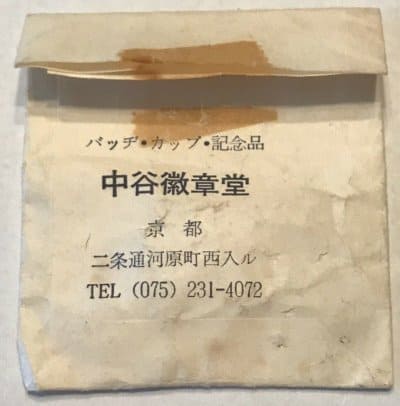 バッヂ・カップ・記念品
中谷徽章堂
京都
二条通河原町西入ル
TEL (075) 231-4072